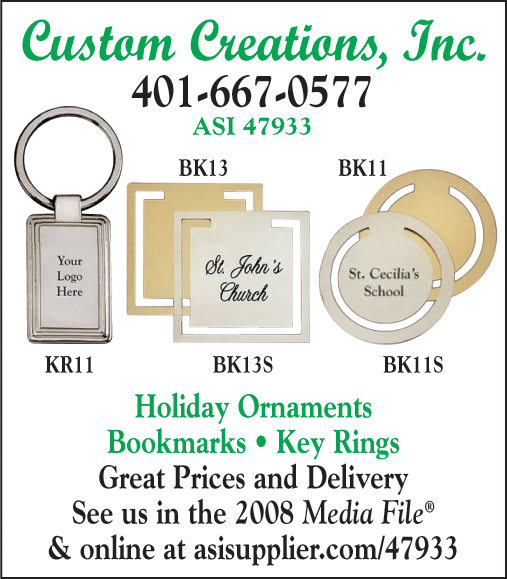 Custom Creations, Inc.
401-667-0577
ASI 47933
BK13
BK11
Your
Logo
Here
St. John's
Church
St. Cecilia's
School
KR11
BK13S
BK11S
Holiday Ornaments
Bookmarks • Key Rings
Great Prices and Delivery
See us in the 2008 Media File®
& online at asisupplier.com/47933